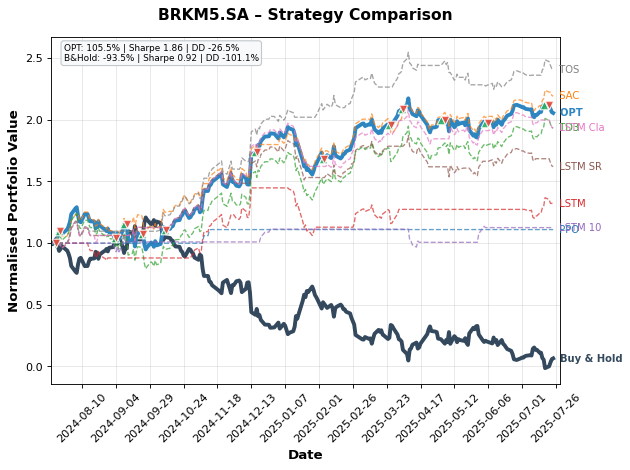 BRKM5.SA – Strategy Comparison
OPT: 105.5% | Sharpe 1.86 | DD -26.5%
B&Hold: -93.5% | Sharpe 0.92 | DD -101.1%
Normalised Portfolio Value
2.5
2.0
1.5
1.0
0.5
0.0
TOS
SAC
OPT
LSTM Cla
LSTM SR
LSTM
LSTM 10
Buy & Hold
2024-08-10
2024-09-04
2024-09-29
2024-10-24
2024-11-18
2024-12-13
2025-01-07
2025-02-01
2025-02-26
2025-03-23
2025-04-17
2025-05-12
2025-06-06
2025-07-01
2025-07-26
Date